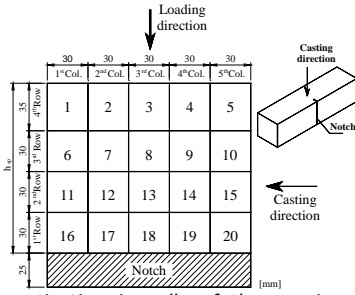 Loading
direction
30 30 30 30 30
1st Col. 2nd Col. 3rd Col. 4th Col. 5th Col.
Casting
direction
Notch
35 4th Row 1 2 3 4 5
30 3rd Row 6 7 8 9 10
hsp
30 2nd Row 11 12 13 14 15
Casting
direction
30 1st Row 16 17 18 19 20
25 Notch
[mm]